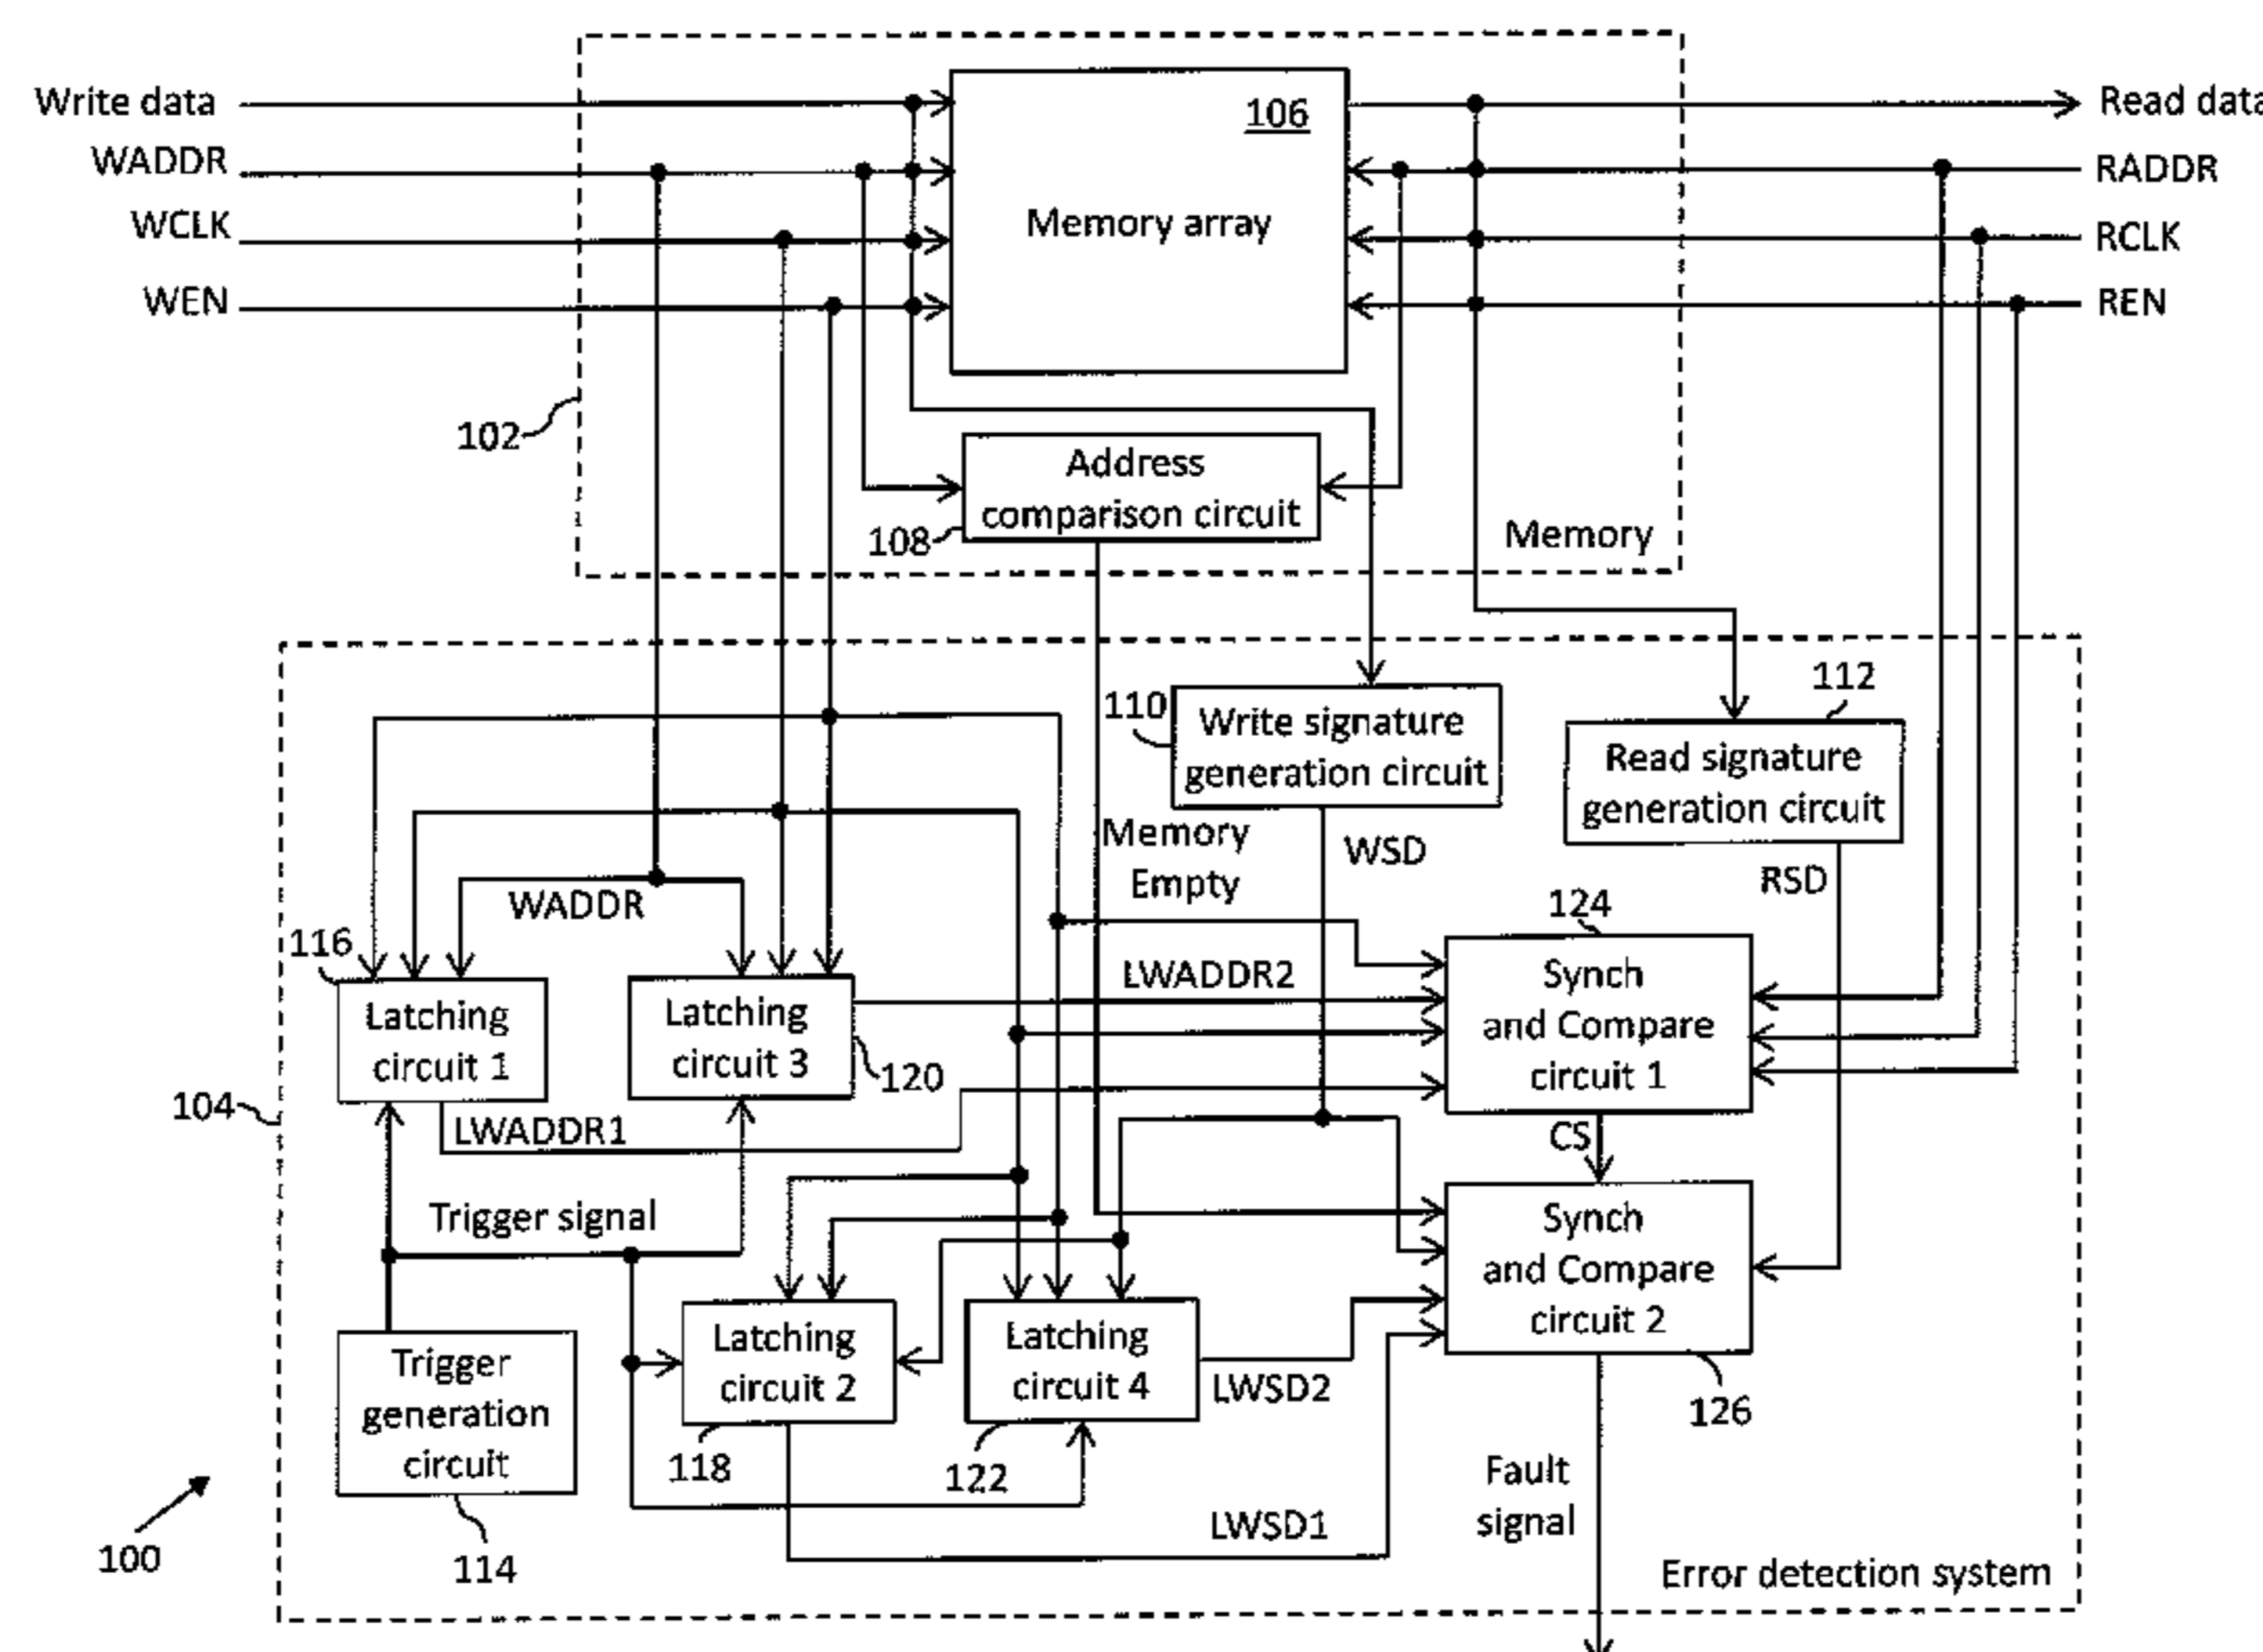 Write data
106
Read data
WADDR
RADDR
WCLK
Memory array
RCLK
WEN
REN
102
Address
comparison circuit
108
Memory
112
110
Write signature
generation circuit
Read signature
generation circuit
Memory
Empty
WSD
RSD
WADDR
124
116
LWADDR2
Synch
and Compare
circuit 1
Latching
circuit 1
Latching
circuit 3
120
104
LWADDR1
CS
Trigger signal
Synch
and Compare
circuit 2
Latching
circuit 2
Latching
circuit 4
Trigger
generation
circuit
LWSD2
126
118
122
Fault
signal
LWSD1
100
114
Error detection system